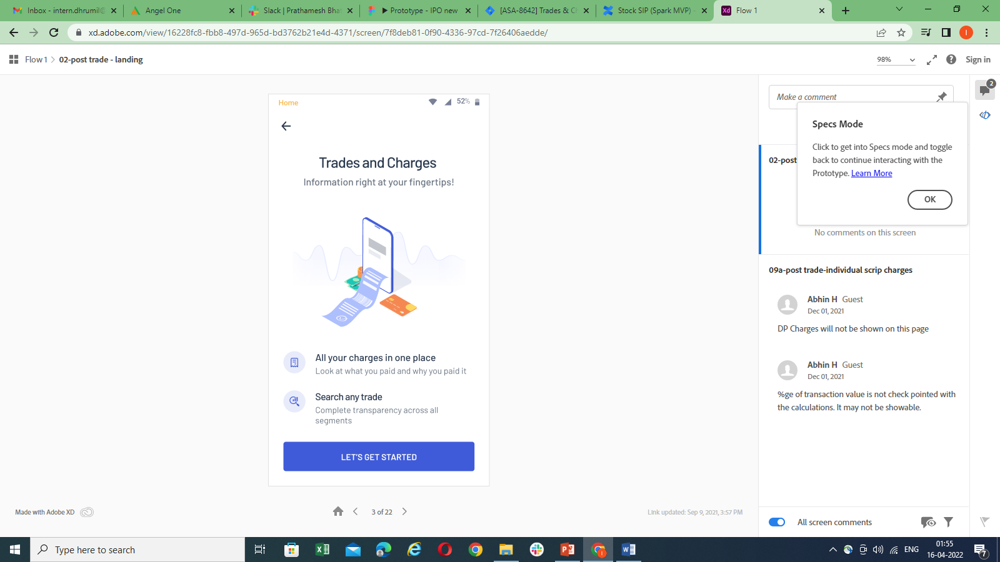 Inbox - intern.dhrumil@
Angel One
Slack | Prathamesh Bha
Prototype - IPO new
[ASA-8642] Trades & C
Stock SIP (Spark MVP) -
Xd Flow 1
xd.adobe.com/view/16228fc8-fbb8-497d-965d-bd3762b21e4d-4371/screen/7f8deb81-0f90-4336-97cd-7f26406aedde/
I
Flow 1 > 02-post trade - landing
98%
Sign in
Home
52%
Trades and Charges
Information right at your fingertips!
All your charges in one place
Look at what you paid and why you paid it
Search any trade
Complete transparency across all
segments
LET'S GET STARTED
Made with Adobe XD
3 of 22
Link updated: Sep 9, 2021, 3:57 PM
Make a comment
2
Specs Mode
Click to get into Specs mode and toggle
back to continue interacting with the
Prototype. Learn More
OK
02-post
No comments on this screen
09a-post trade-individual scrip charges
Abhin H Guest
Dec 01, 2021
DP Charges will not be shown on this page
Abhin H Guest
Dec 01, 2021
%ge of transaction value is not check pointed with
the calculations. It may not be showable.
All screen comments
Type here to search
ENG
01:55
16-04-2022
7